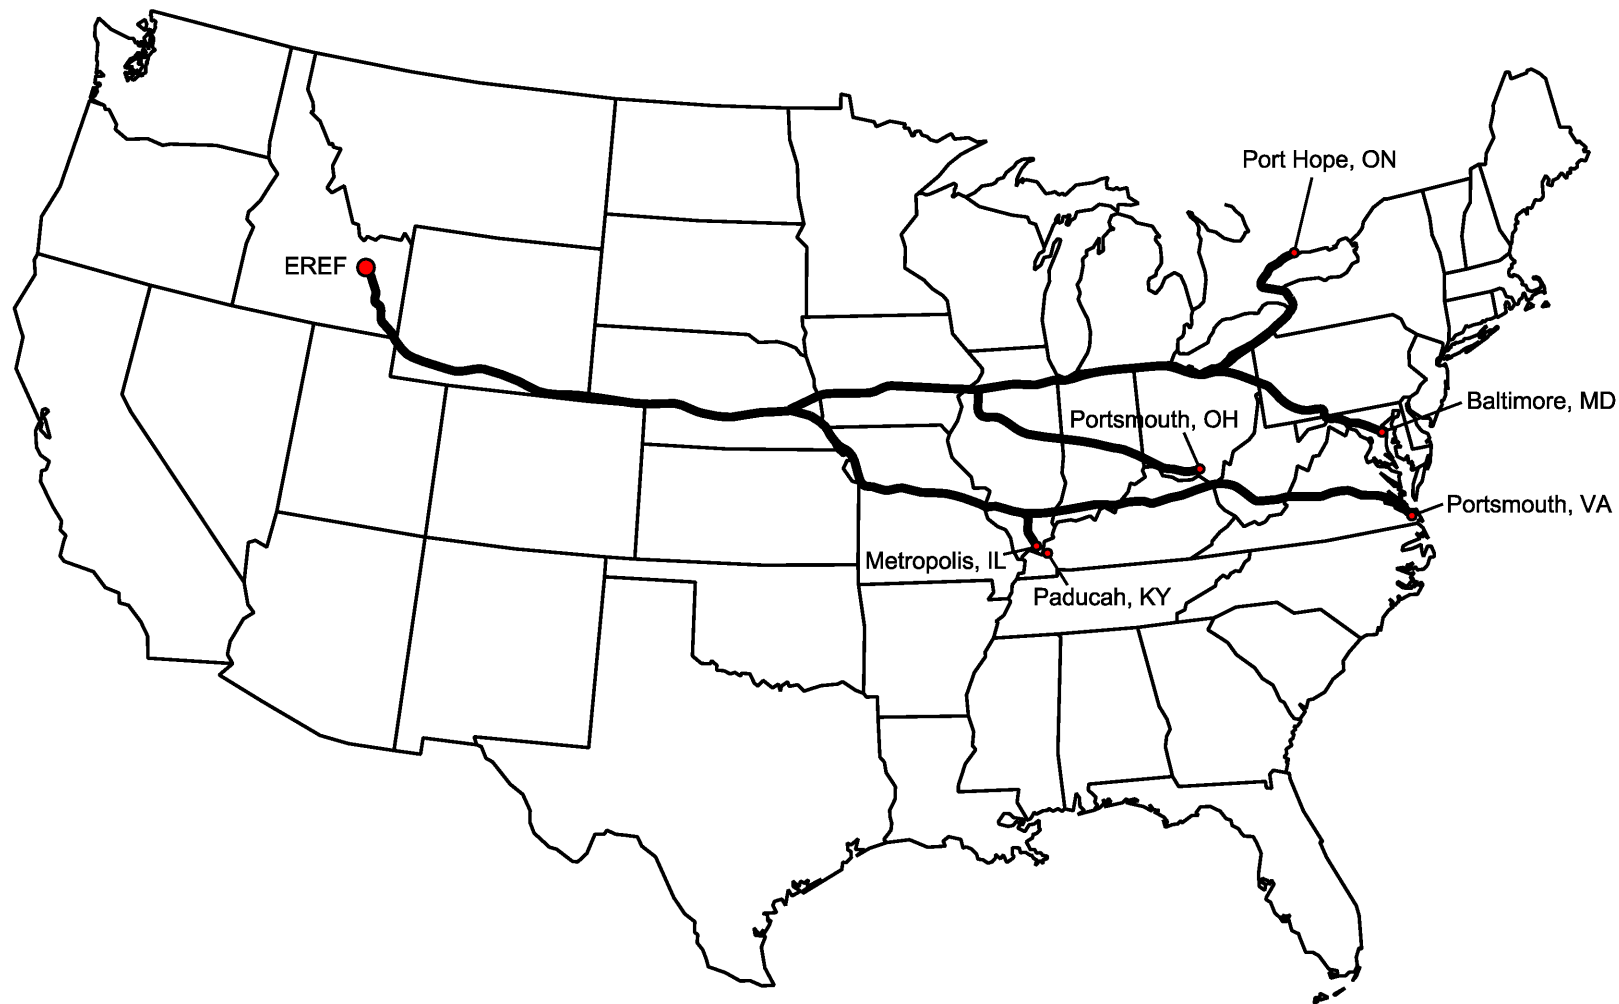 Port Hope, ON
EREF
Baltimore, MD
Portsmouth, OH
Portsmouth, VA
Metropolis, IL
Paducah, KY